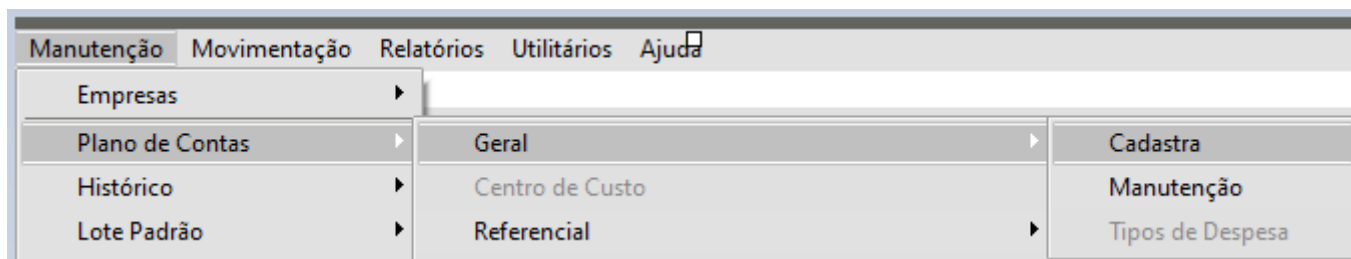 Manutenção Movimentação Relatórios Utilitários Ajuda
Empresas
Plano de Contas Geral Cadastra
Histórico Centro de Custo Manutenção
Lote Padrão Referencial Tipos de Despesa